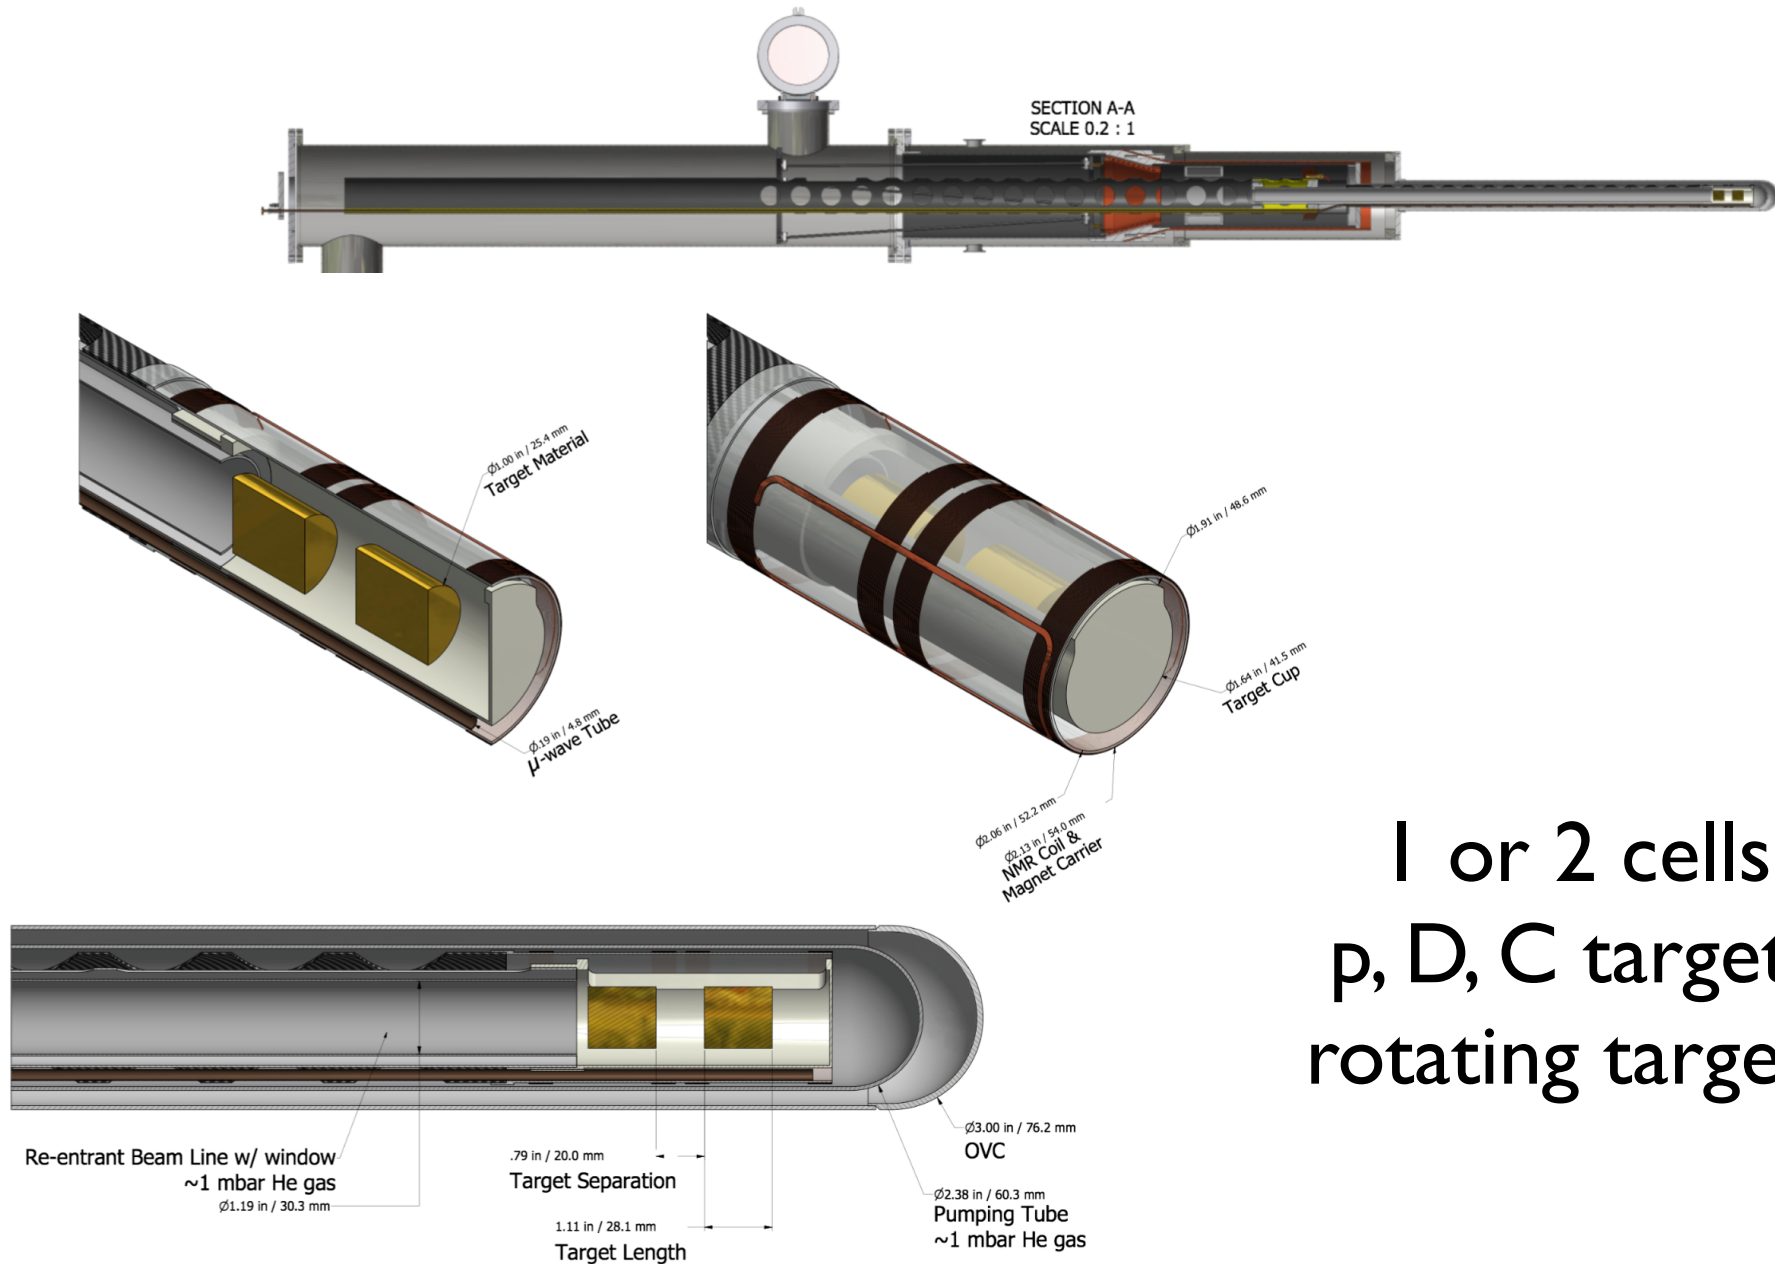 SECTION A-A
SCALE 0.2 : 1
Ø1.00 in / 25.4 mm
Target Material
Ø.19 in / 4.8 mm
μ-wave Tube
Ø1.91 in / 48.6 mm
Ø1.64 in / 41.5 mm
Target Cup
Ø2.06 in / 52.2 mm
Ø2.13 in / 54.0 mm
NMR Coil &
Magnet Carrier
1 or 2 cells
p, D, C target
rotating targe
Re-entrant Beam Line w/ window
~1 mbar He gas
Ø1.19 in / 30.3 mm
.79 in / 20.0 mm
Target Separation
1.11 in / 28.1 mm
Target Length
Ø3.00 in / 76.2 mm
OVC
Ø2.38 in / 60.3 mm
Pumping Tube
~1 mbar He gas